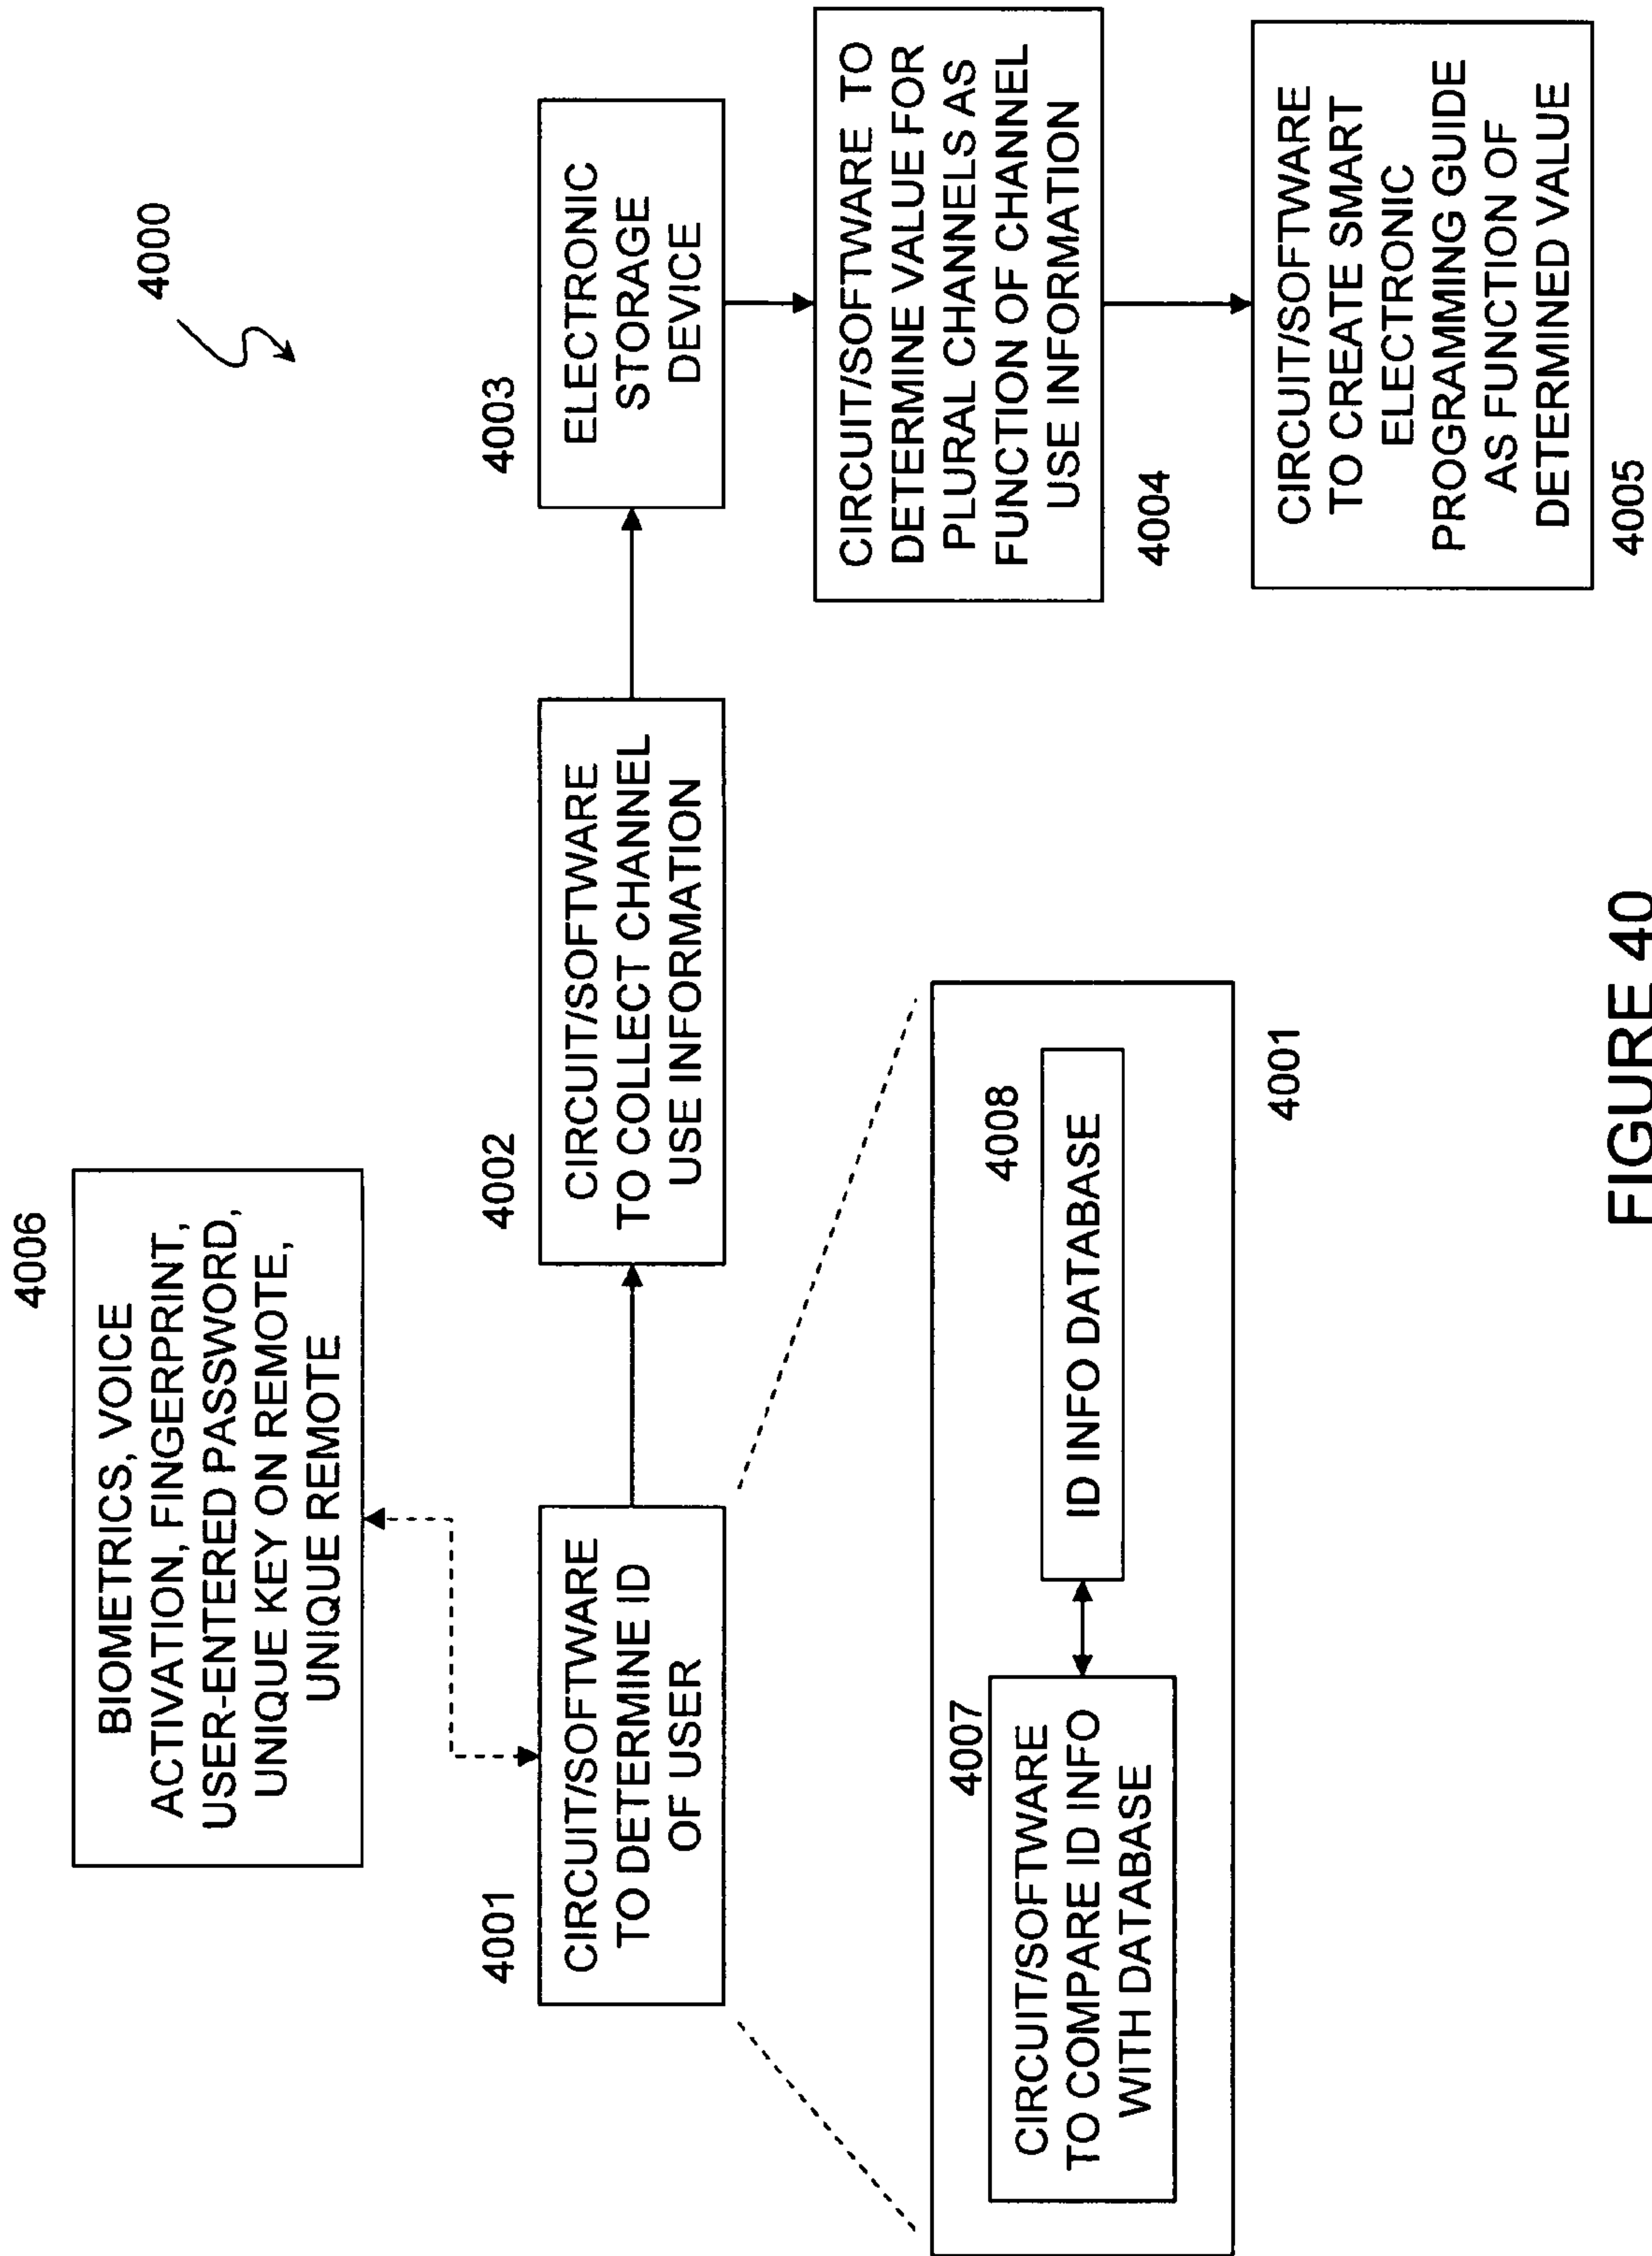 4000
4006
BIOMETRICS, VOICE
ACTIVATION, FINGERPRINT,
USER-ENTERED PASSWORD,
UNIQUE KEY ON REMOTE,
UNIQUE REMOTE
4001
CIRCUIT/SOFTWARE
TO DETERMINE ID
OF USER
4002
CIRCUIT/SOFTWARE
TO COLLECT CHANNEL
USE INFORMATION
4003
ELECTRONIC
STORAGE
DEVICE
CIRCUIT/SOFTWARE TO
DETERMINE VALUE FOR
PLURAL CHANNELS AS
FUNCTION OF CHANNEL
USE INFORMATION
4004
CIRCUIT/SOFTWARE
TO CREATE SMART
ELECTRONIC
PROGRAMMING GUIDE
AS FUNCTION OF
DETERMINED VALUE
4005
4007
CIRCUIT/SOFTWARE
TO COMPARE ID INFO
WITH DATABASE
4008
ID INFO DATABASE
4001
FIGURE 40